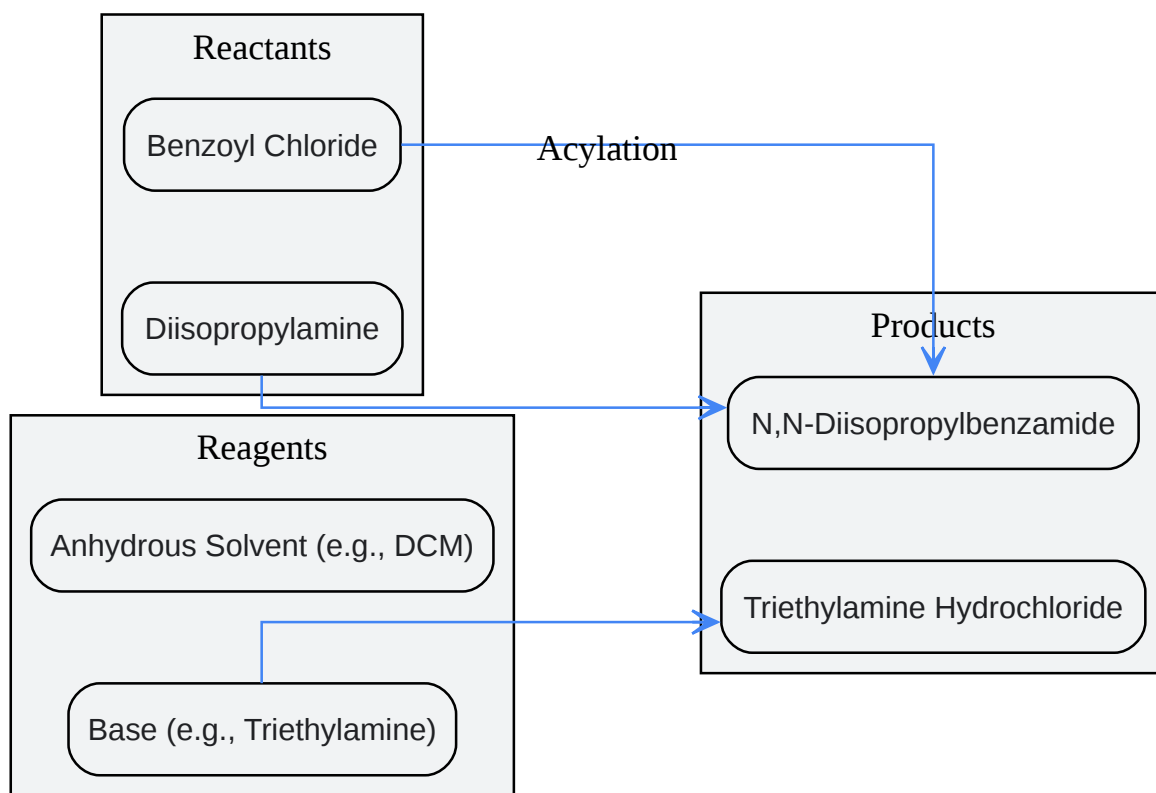 Reactants
Benzoyl Chloride
Acylation
Diisopropylamine
Products
N,N-Diisopropylbenzamide
Reagents
Anhydrous Solvent (e.g., DCM)
Triethylamine Hydrochloride
Base (e.g., Triethylamine)